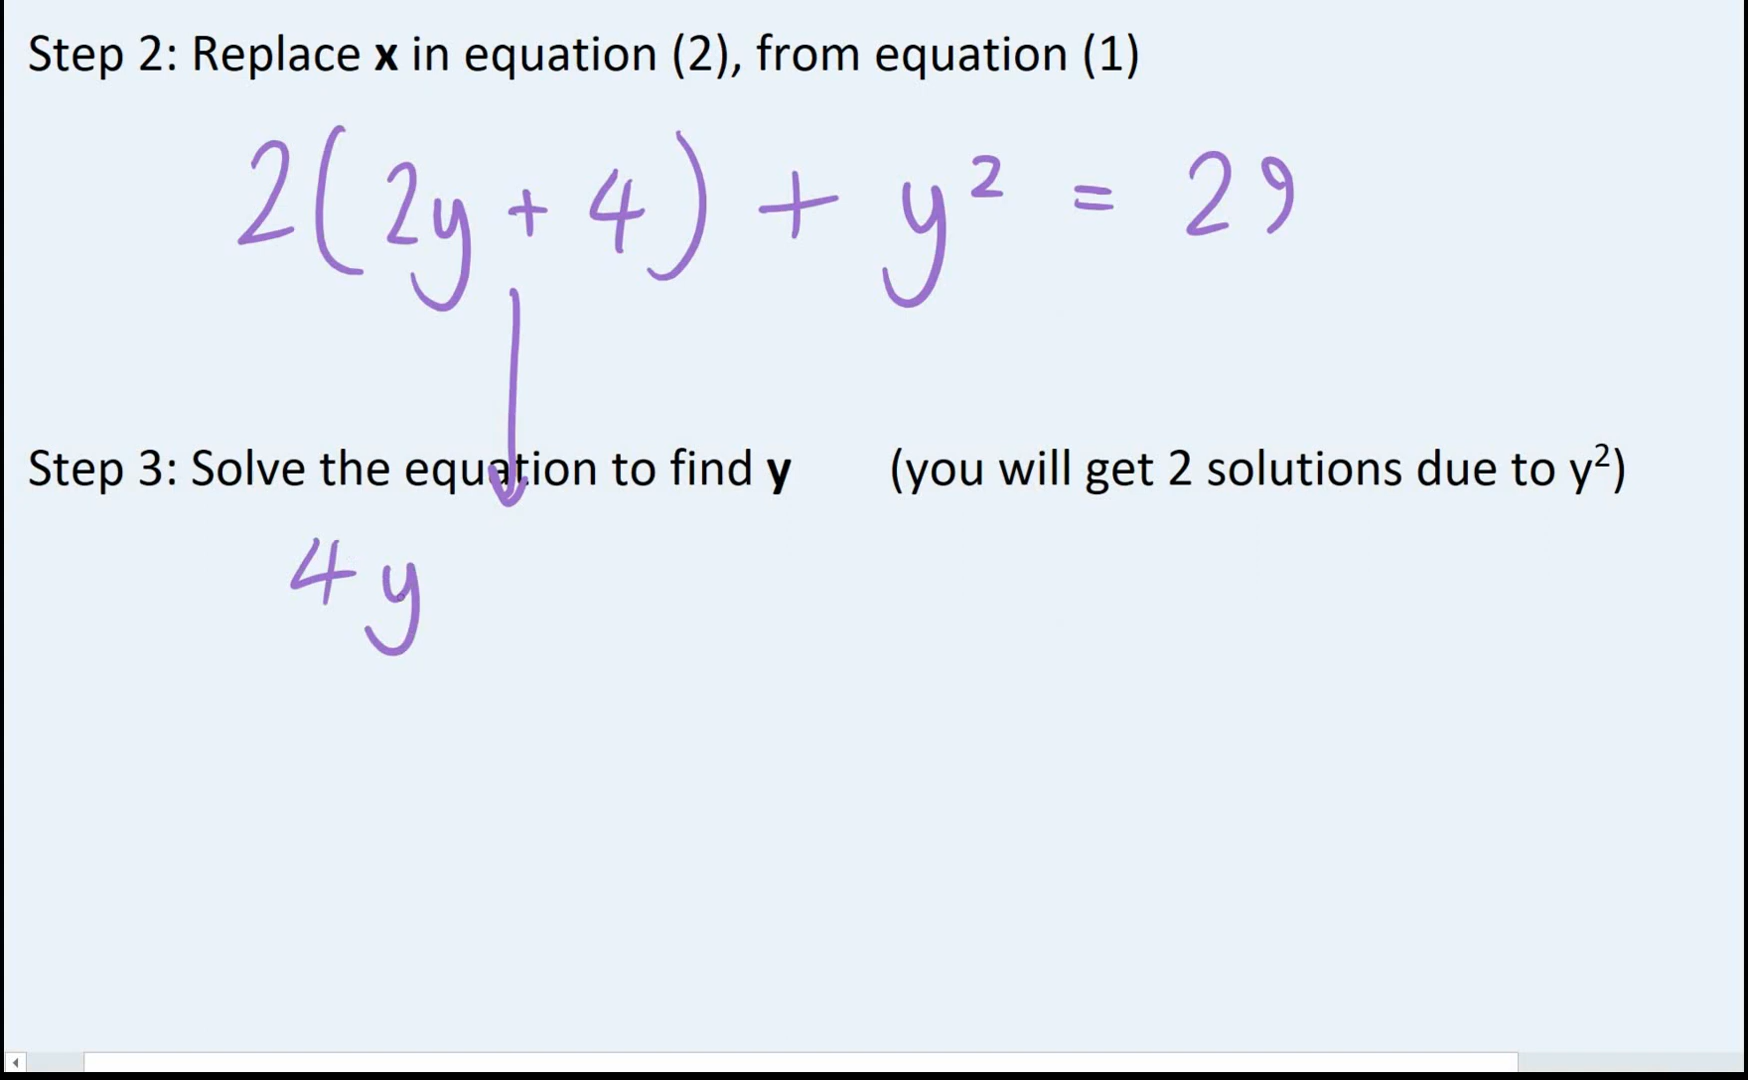 Step 2: Replace x in equation (2), from equation (1)
2(2y + 4) + y² = 29
Step 3: Solve the equation to find y (you will get 2 solutions due to y²)
4y